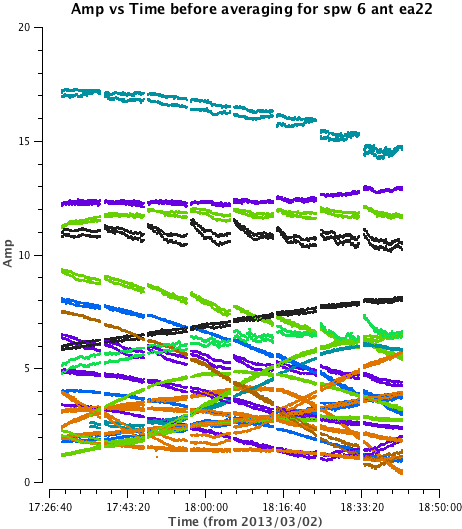 Amp vs Time before averaging for spw 6 ant ea22
20
15
10
5
0
Amp
17:26:40 17:43:20 18:00:00 18:16:40 18:33:20 18:50:00
Time (from 2013/03/02)